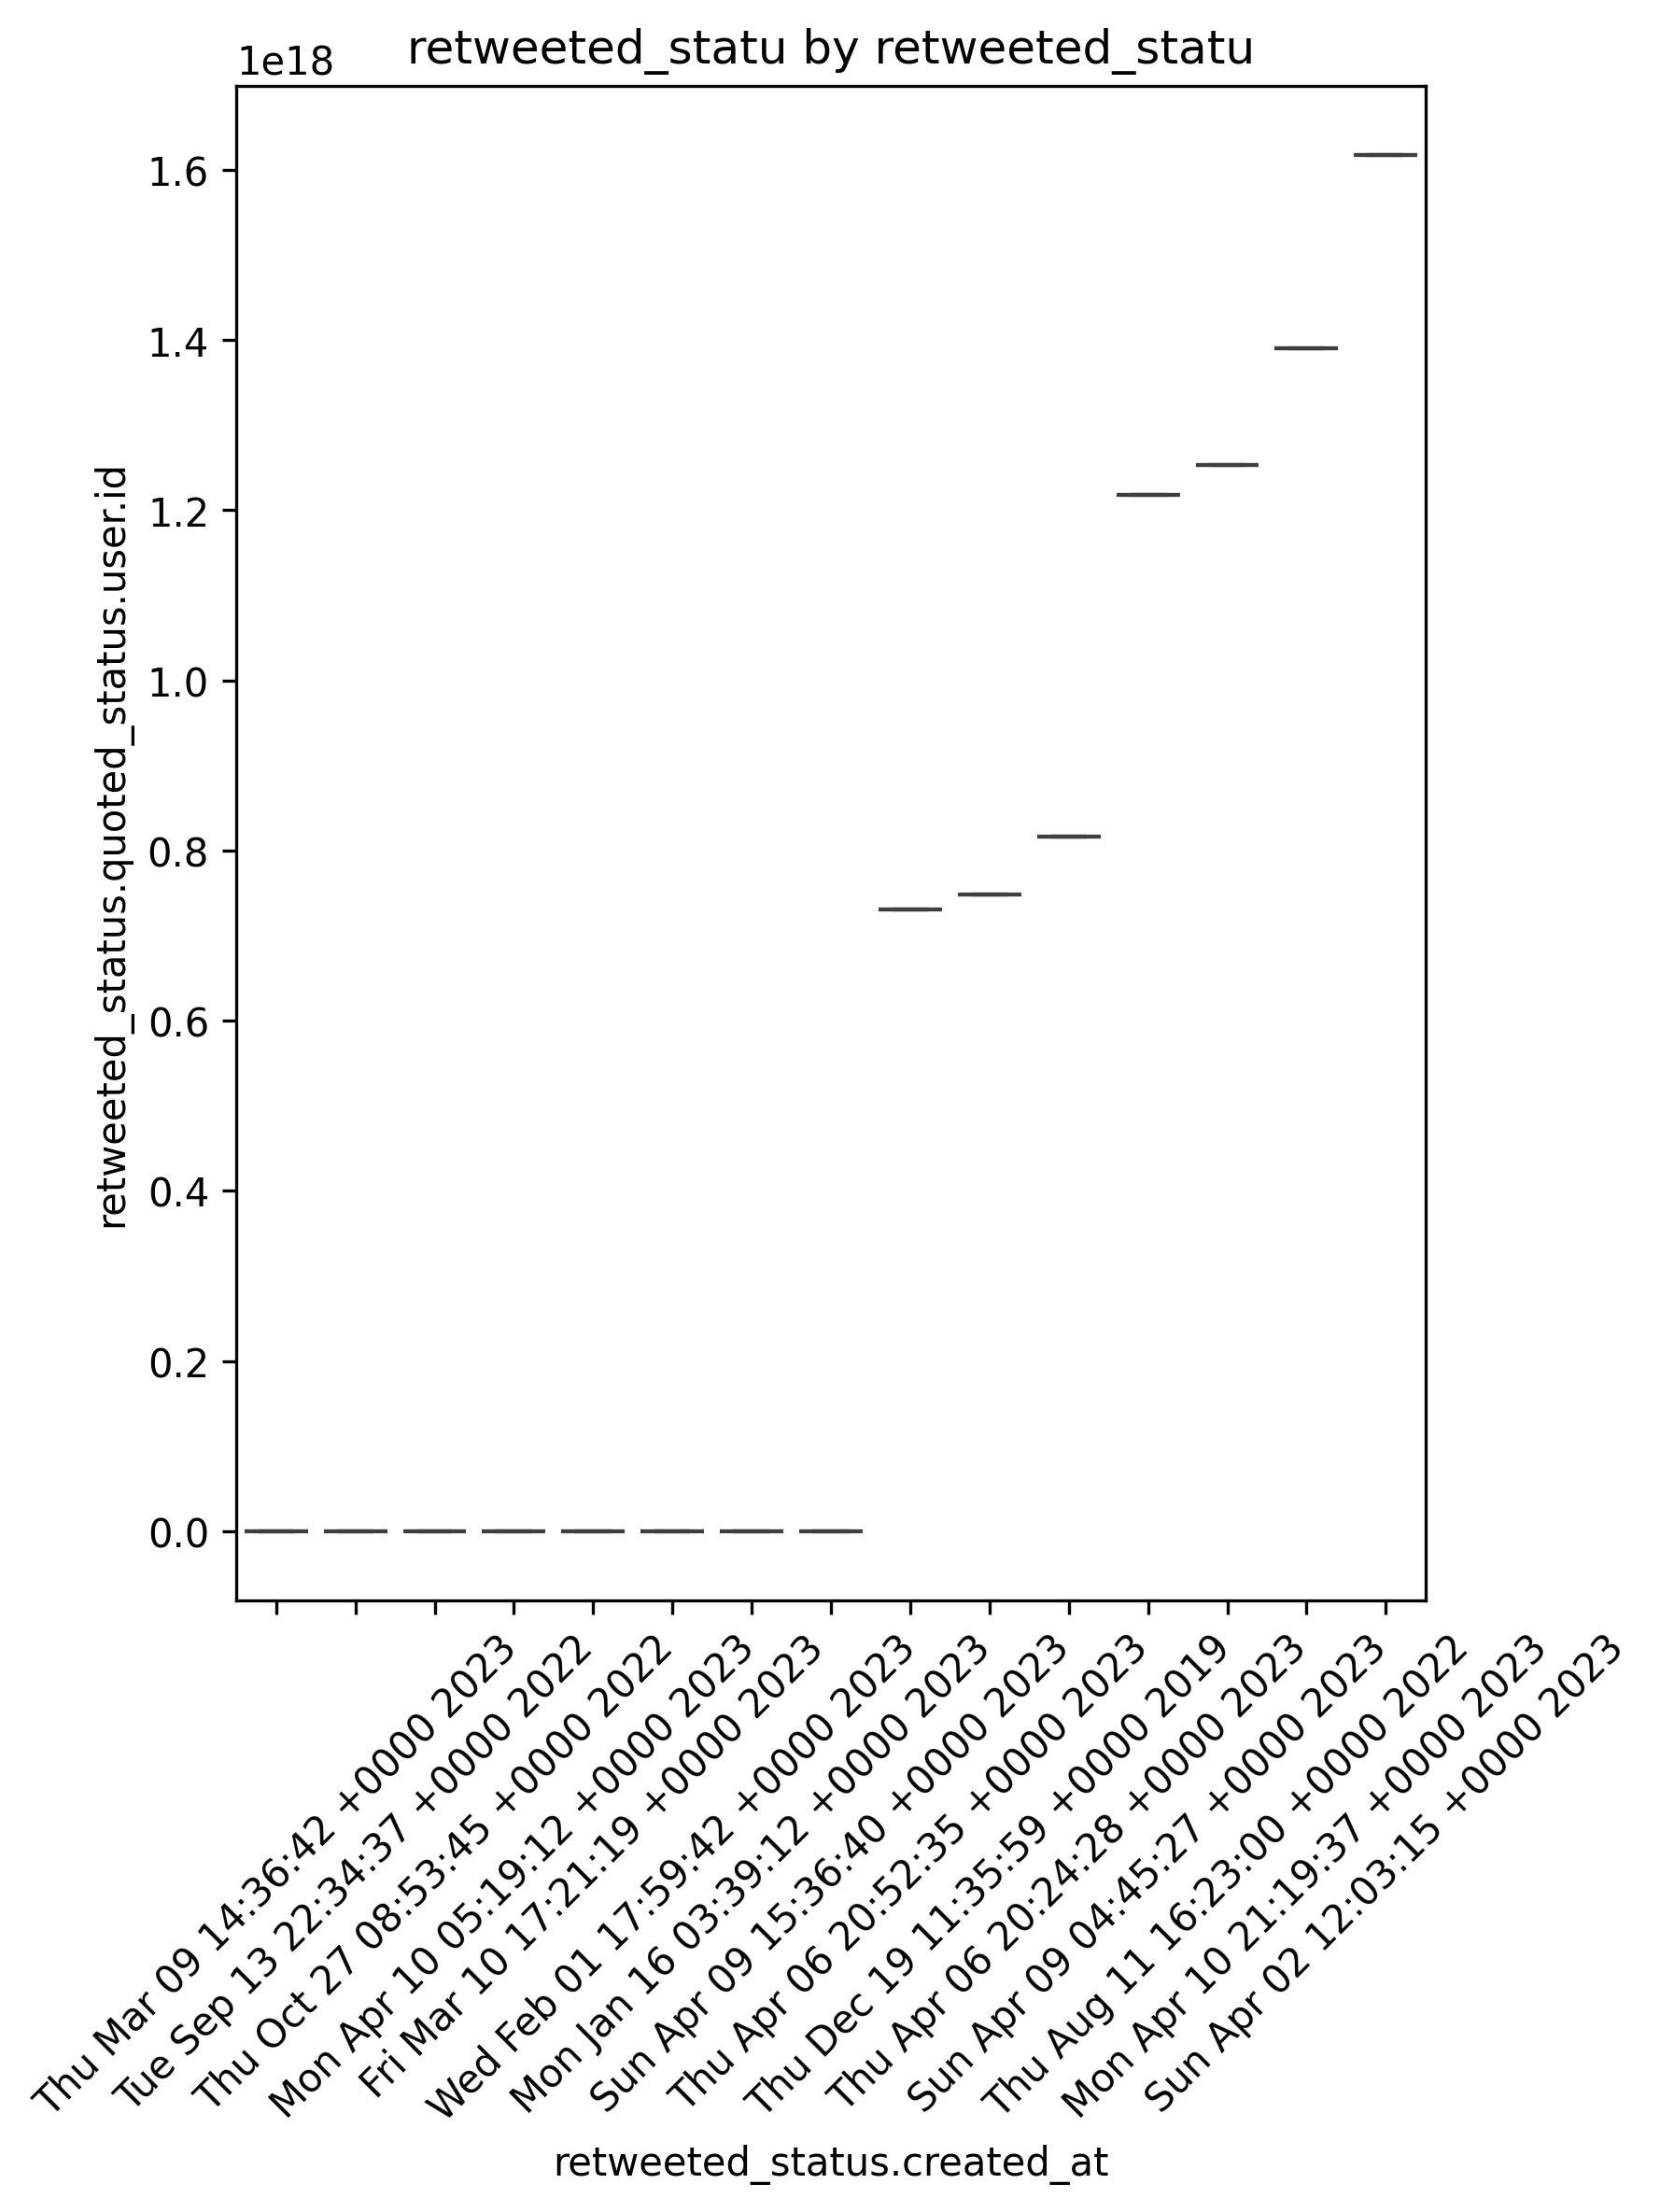 retweeted_statu by retweeted_statu
1e18
1.6
1.4
1.2
1.0
0.8
0.6
0.4
0.2
0.0
retweeted_status.quoted_status.user.id
Thu Mar 09 14:36:42 +0000 2023
Tue Sep 13 22:34:37 +0000 2022
Thu Oct 27 08:53:45 +0000 2022
Mon Apr 10 05:19:12 +0000 2023
Fri Mar 10 17:21:19 +0000 2023
Wed Feb 01 17:59:42 +0000 2023
Mon Jan 16 03:39:12 +0000 2023
Sun Apr 09 15:36:40 +0000 2023
Thu Apr 06 20:52:35 +0000 2023
Thu Dec 19 11:35:59 +0000 2019
Thu Apr 06 20:24:28 +0000 2023
Sun Apr 09 04:45:27 +0000 2023
Thu Aug 11 16:23:00 +0000 2022
Mon Apr 10 21:19:37 +0000 2023
Sun Apr 02 12:03:15 +0000 2023
retweeted_status.created_at